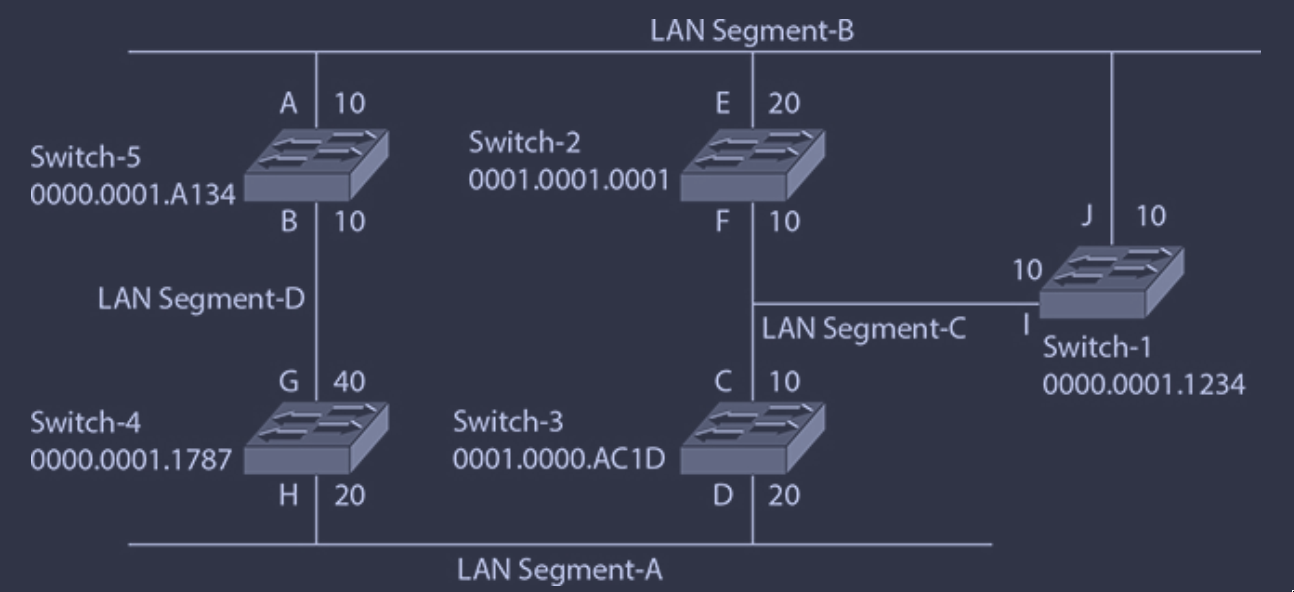 LAN Segment-B
A 10
E 20
Switch-5
0000.0001.A134
Switch-2
0001.0001.0001
B 10
F 10
J 10
10
I
LAN Segment-D
LAN Segment-C
Switch-1
0000.0001.1234
G 40
C 10
Switch-4
0000.0001.1787
Switch-3
0001.0000.AC1D
H 20
D 20
LAN Segment-A